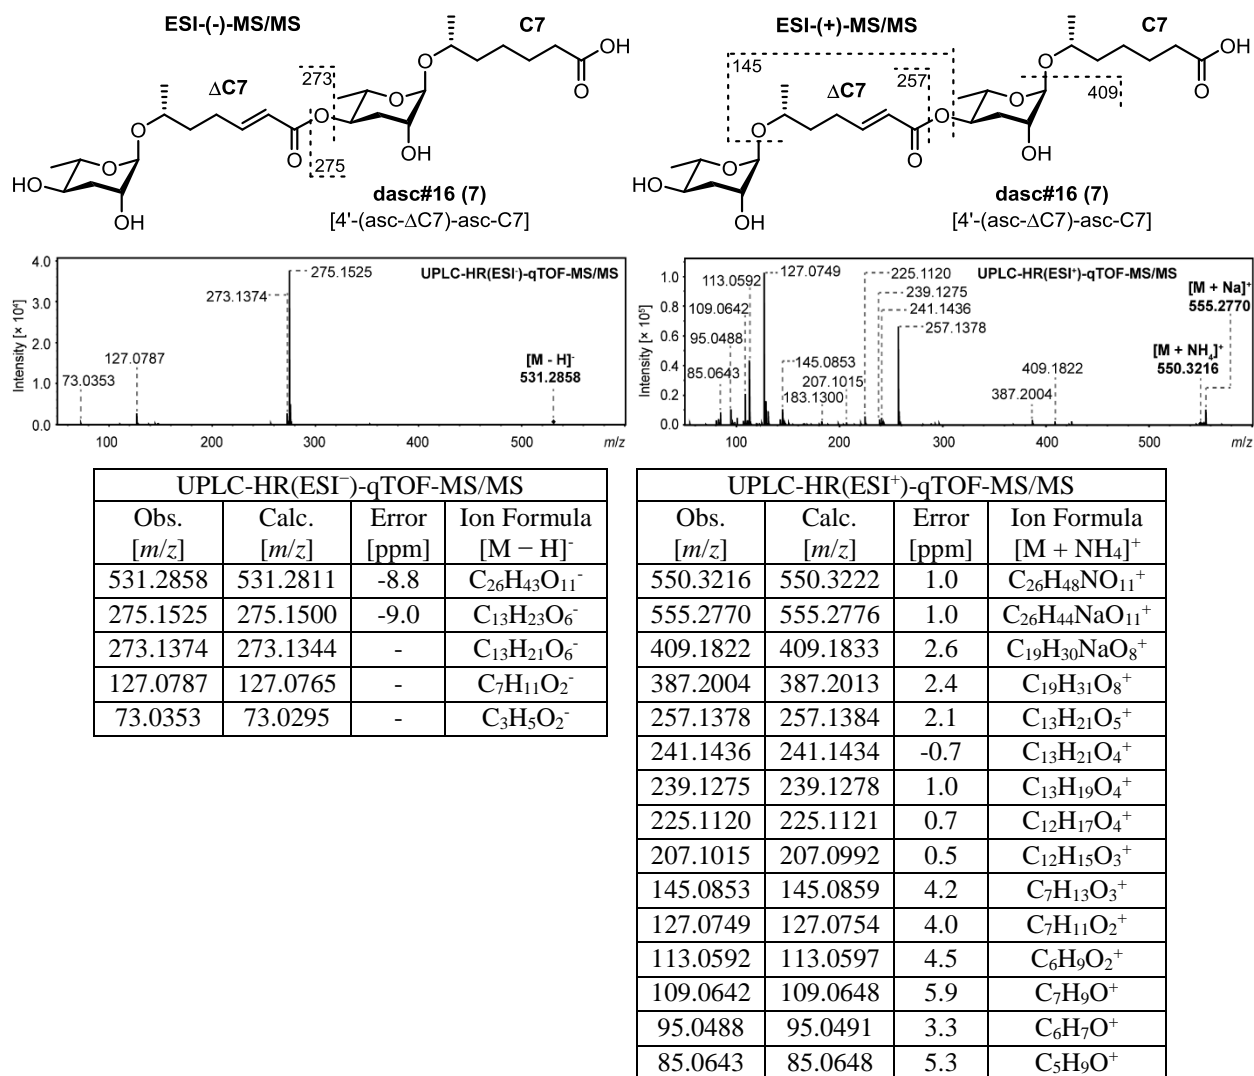 ESI-(-)-MS/MS
C7
OH
O
O
273
ΔC7
O
O
O
O
OH
275
O
HO
OH
dasc#16 (7)
[4'-(asc-ΔC7)-asc-C7]
ESI-(+)-MS/MS
C7
OH
O
O
145
ΔC7
257
409
O
O
O
O
OH
O
HO
OH
dasc#16 (7)
[4'-(asc-ΔC7)-asc-C7]
Intensity [× 10⁴]
4.0
3.0
2.0
1.0
0.0
275.1525
UPLC-HR(ESI⁻)-qTOF-MS/MS
273.1374
127.0787
73.0353
[M - H]⁻
531.2858
100 200 300 400 500 m/z
Intensity [× 10⁵]
1.0
0.8
0.6
0.4
0.2
0.0
113.0592
127.0749
225.1120
UPLC-HR(ESI⁺)-qTOF-MS/MS
109.0642
239.1275
[M + Na]⁺
555.2770
95.0488
241.1436
257.1378
85.0643
145.0853
207.1015
183.1300
[M + NH₄]⁺
550.3216
409.1822
387.2004
100 200 300 400 500 m/z
UPLC-HR(ESI⁻)-qTOF-MS/MS
Obs. Calc. Error Ion Formula
[m/z] [m/z] [ppm] [M − H]⁻
531.2858 531.2811 -8.8 C₂₆H₄₃O₁₁⁻
275.1525 275.1500 -9.0 C₁₃H₂₃O₆⁻
273.1374 273.1344 - C₁₃H₂₁O₆⁻
127.0787 127.0765 - C₇H₁₁O₂⁻
73.0353 73.0295 - C₃H₅O₂⁻
UPLC-HR(ESI⁺)-qTOF-MS/MS
Obs. Calc. Error Ion Formula
[m/z] [m/z] [ppm] [M + NH₄]⁺
550.3216 550.3222 1.0 C₂₆H₄₈NO₁₁⁺
555.2770 555.2776 1.0 C₂₆H₄₄NaO₁₁⁺
409.1822 409.1833 2.6 C₁₉H₃₀NaO₈⁺
387.2004 387.2013 2.4 C₁₉H₃₁O₈⁺
257.1378 257.1384 2.1 C₁₃H₂₁O₅⁺
241.1436 241.1434 -0.7 C₁₃H₂₁O₄⁺
239.1275 239.1278 1.0 C₁₃H₁₉O₄⁺
225.1120 225.1121 0.7 C₁₂H₁₇O₄⁺
207.1015 207.0992 0.5 C₁₂H₁₅O₃⁺
145.0853 145.0859 4.2 C₇H₁₃O₃⁺
127.0749 127.0754 4.0 C₇H₁₁O₂⁺
113.0592 113.0597 4.5 C₆H₉O₂⁺
109.0642 109.0648 5.9 C₇H₉O⁺
95.0488 95.0491 3.3 C₆H₇O⁺
85.0643 85.0648 5.3 C₅H₉O⁺